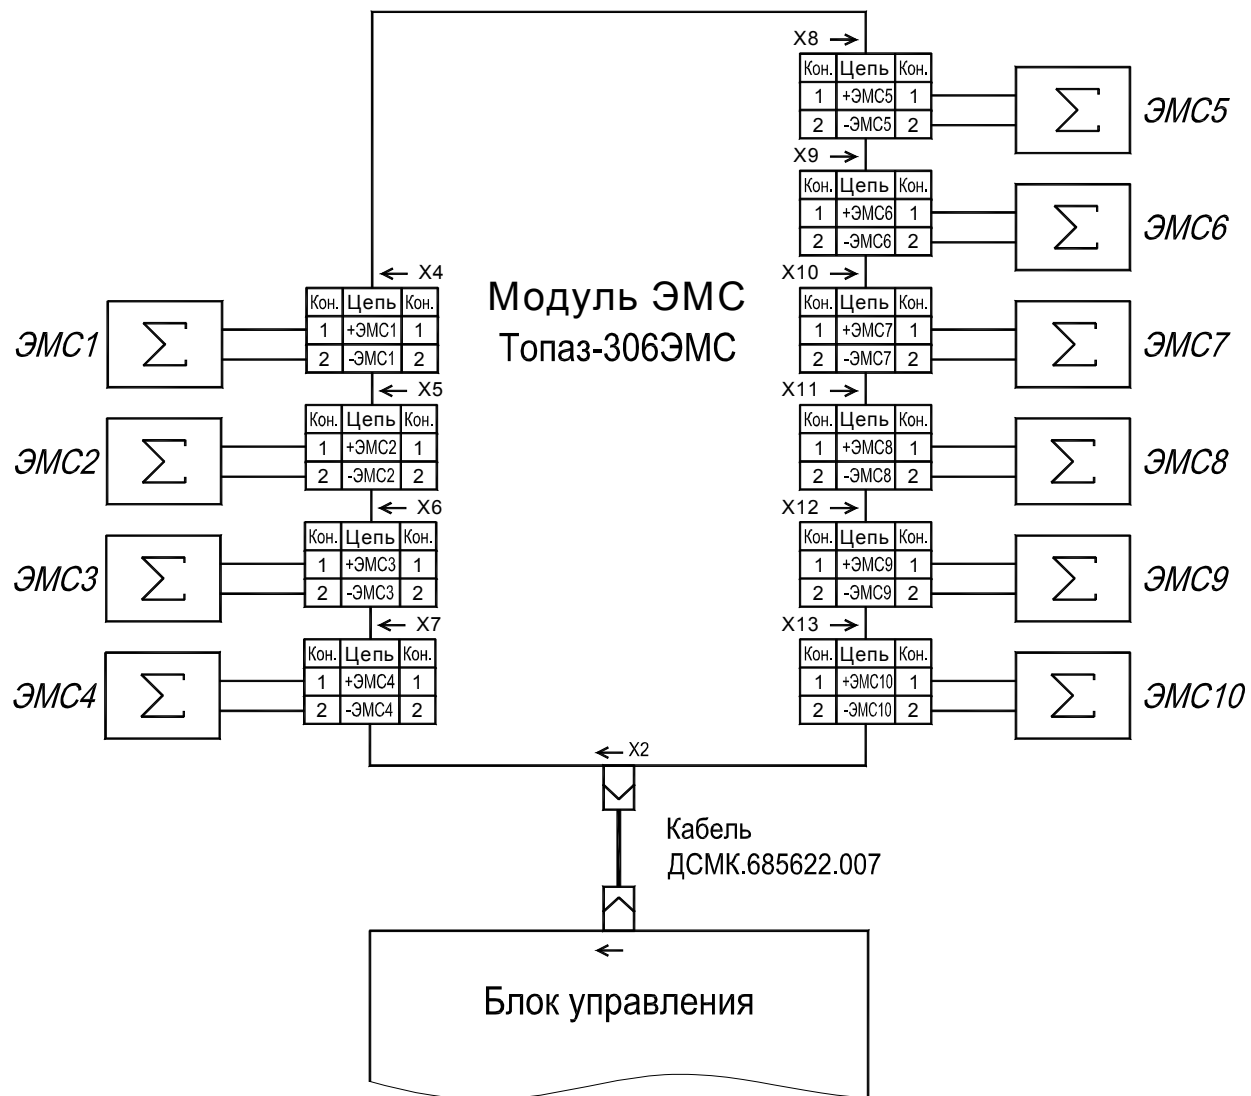 X8
Кон. Цепь Кон.
1 +ЭМС5 1
2 -ЭМС5 2
ЭМС5
X9
Кон. Цепь Кон.
1 +ЭМС6 1
2 -ЭМС6 2
ЭМС6
X4
Кон. Цепь Кон.
1 +ЭМС1 1
2 -ЭМС1 2
ЭМС1
Модуль ЭМС
Топаз-306ЭМС
X10
Кон. Цепь Кон.
1 +ЭМС7 1
2 -ЭМС7 2
ЭМС7
X5
Кон. Цепь Кон.
1 +ЭМС2 1
2 -ЭМС2 2
ЭМС2
X11
Кон. Цепь Кон.
1 +ЭМС8 1
2 -ЭМС8 2
ЭМС8
X6
Кон. Цепь Кон.
1 +ЭМС3 1
2 -ЭМС3 2
ЭМС3
X12
Кон. Цепь Кон.
1 +ЭМС9 1
2 -ЭМС9 2
ЭМС9
X7
Кон. Цепь Кон.
1 +ЭМС4 1
2 -ЭМС4 2
ЭМС4
X13
Кон. Цепь Кон.
1 +ЭМС10 1
2 -ЭМС10 2
ЭМС10
X2
Кабель
ДСМК.685622.007
Блок управления